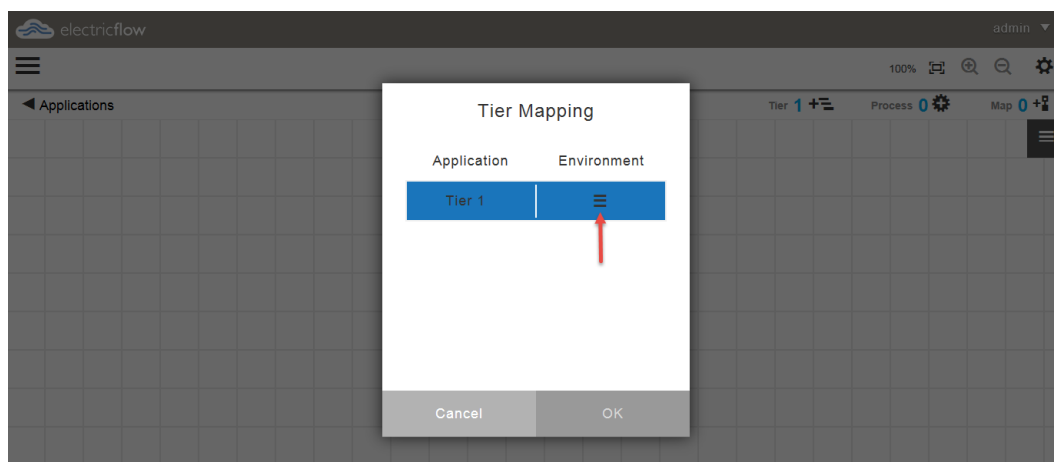 electricflow
admin
100%
Applications
Tier 1
Process 0
Map 0
Tier Mapping
Application Environment
Tier 1
Cancel OK